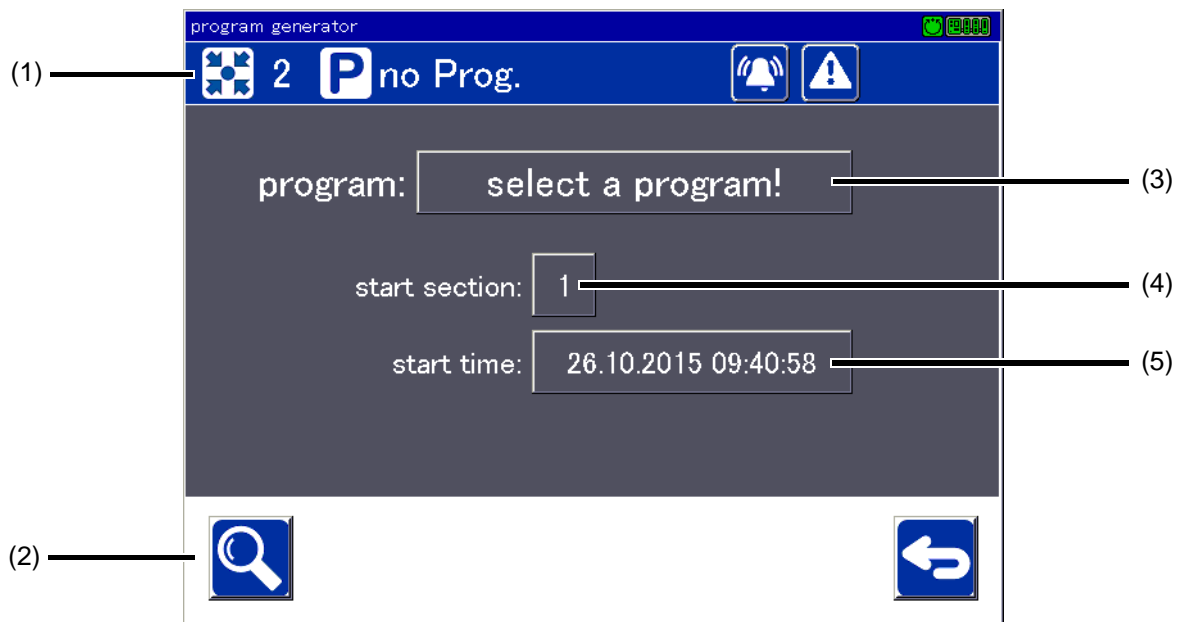 program generator
(1) 2 P no Prog.
program: select a program! (3)
start section: 1 (4)
start time: 26.10.2015 09:40:58 (5)
(2)